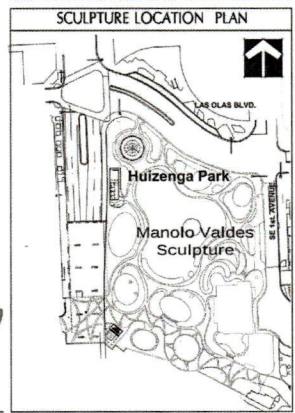 SCULPTURE LOCATION PLAN
LAS OLAS BLVD.
Huizenga Park
SE 1st. AVENUE
Manolo Valdes
Sculpture